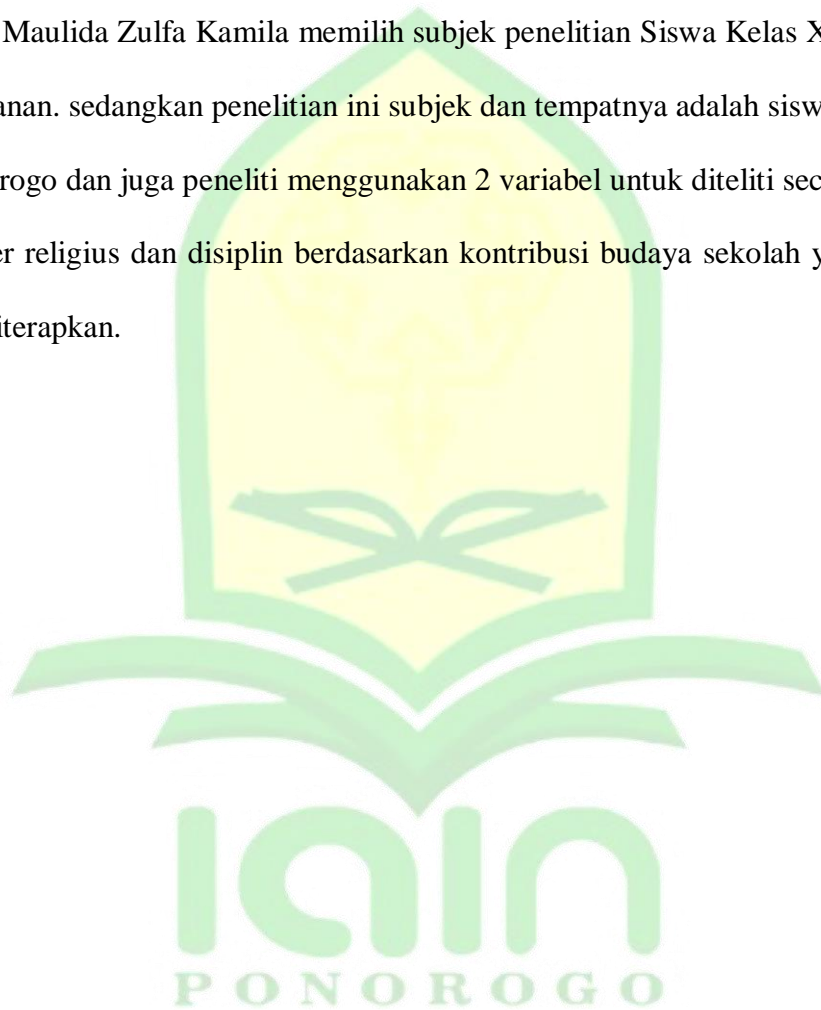 Maulida Zulfa Kamila memilih subjek penelitian Siswa Kelas X
anan. sedangkan penelitian ini subjek dan tempatnya adalah sisw
rogo dan juga peneliti menggunakan 2 variabel untuk diteliti sec
er religius dan disiplin berdasarkan kontribusi budaya sekolah y
iterapkan.
IAIN
PONOROGO